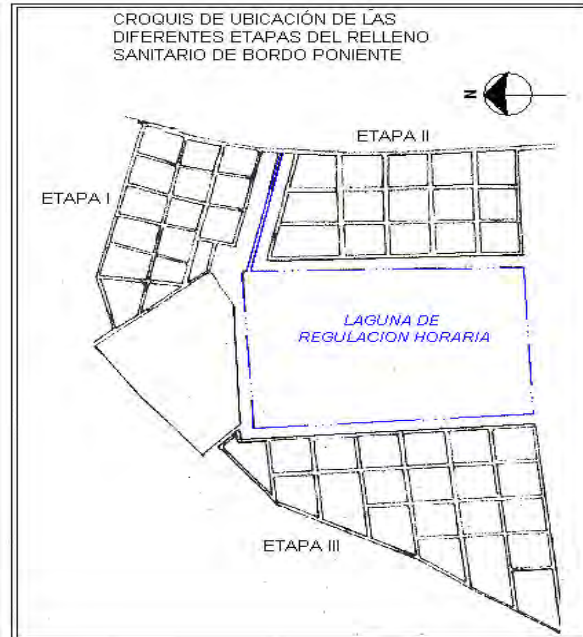 CROQUIS DE UBICACIÓN DE LAS
DIFERENTES ETAPAS DEL RELLENO
SANITARIO DE BORDO PONIENTE
N
ETAPA II
ETAPA I
LAGUNA DE
REGULACION HORARIA
ETAPA III